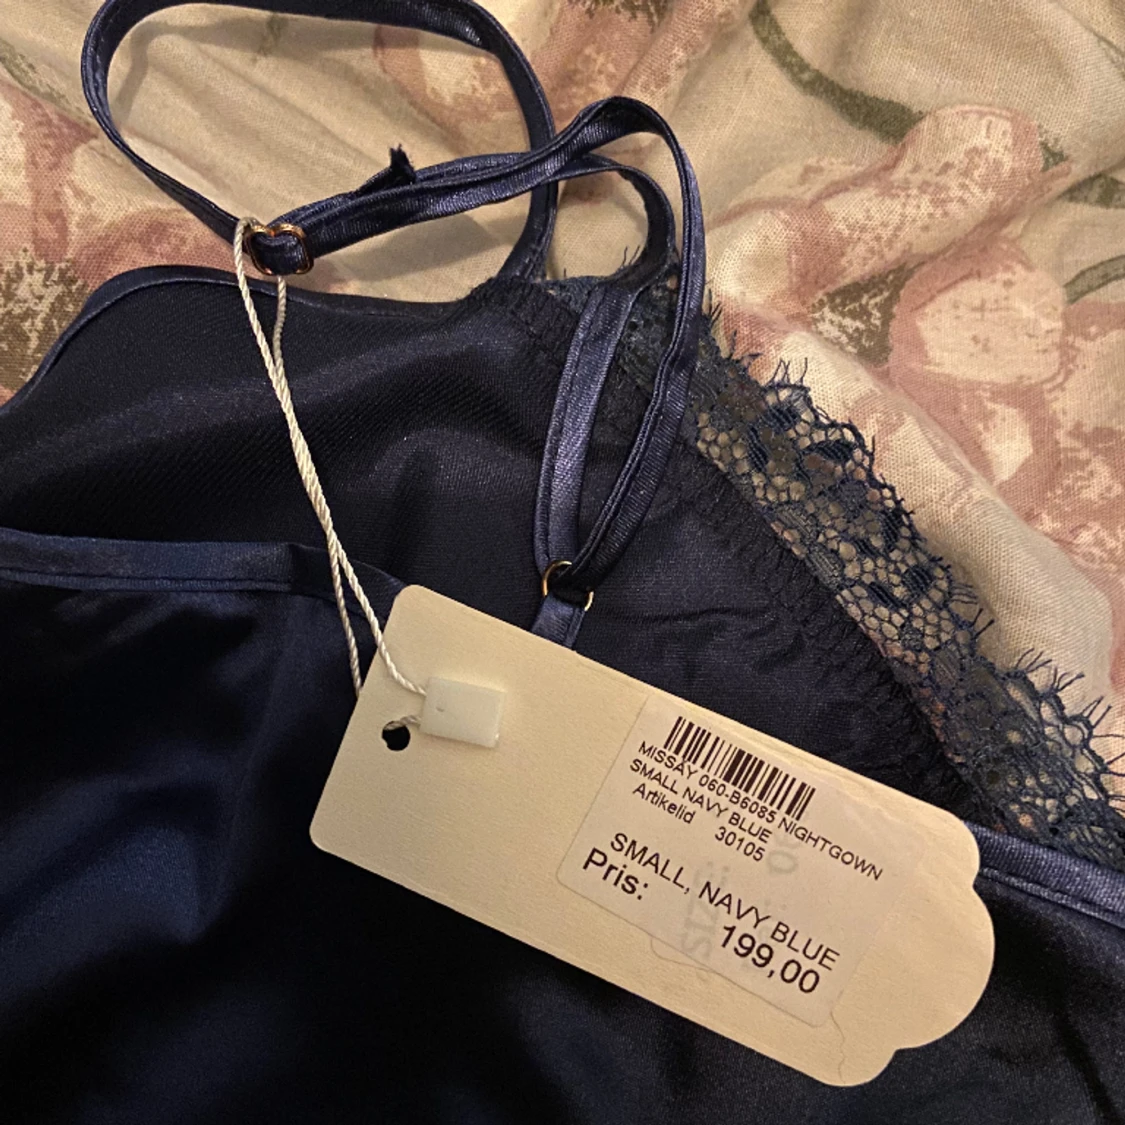 MISSAY 060-B6085 NIGHTGOWN
SMALL NAVY BLUE
Artikelid 30105
SMALL, NAVY BLUE
Pris: 199,00